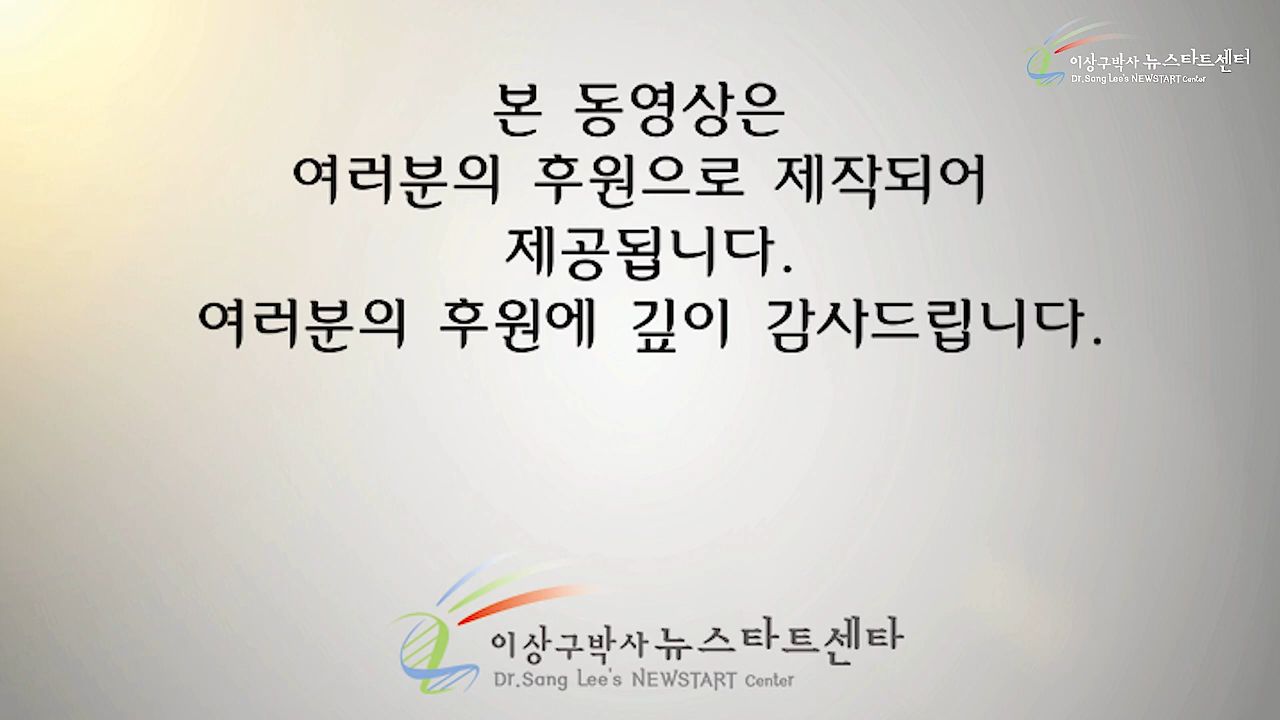 이상구박사 뉴스타트센터
Dr.Sang Lee's NEWSTART Center
본 동영상은
여러분의 후원으로 제작되어
제공됩니다.
여러분의 후원에 깊이 감사드립니다.
이상구박사 뉴스타트센타
Dr.Sang Lee's NEWSTART Center